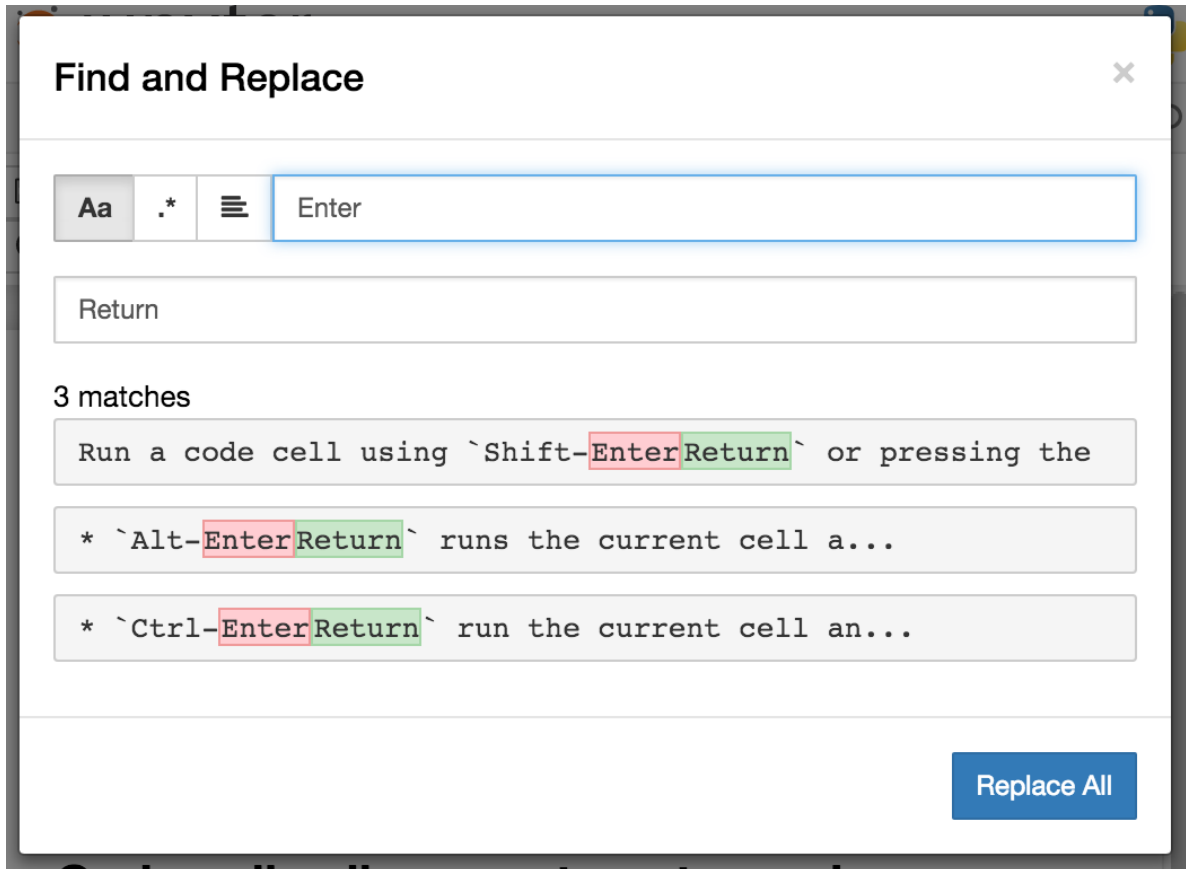 Find and Replace ×
Aa .* Enter
Return
3 matches
Run a code cell using `Shift-EnterReturn` or pressing the
* `Alt-EnterReturn` runs the current cell a...
* `Ctrl-EnterReturn` run the current cell an...
Replace All